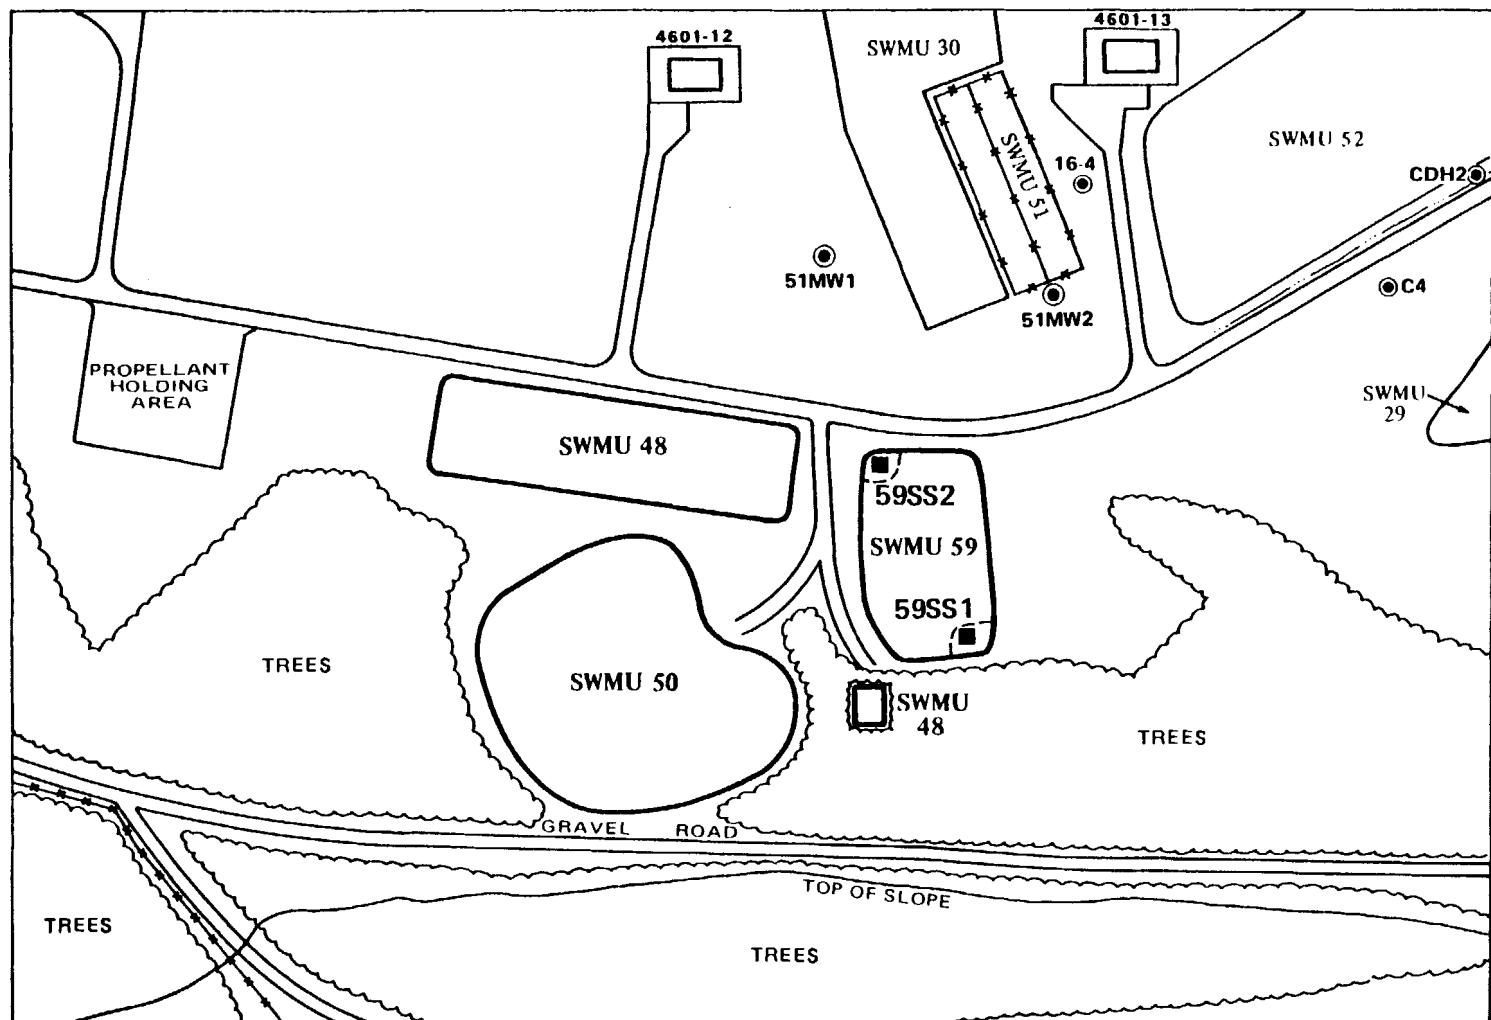 4601-12
4601-13
SWMU 30
SWMU 51
16-4
SWMU 52
CDH2
51MW1
51MW2
C4
PROPELLANT
HOLDING
AREA
SWMU
29
SWMU 48
59SS2
SWMU 59
59SS1
TREES
SWMU 50
SWMU
48
TREES
GRAVEL ROAD
TOP OF SLOPE
TREES
TREES